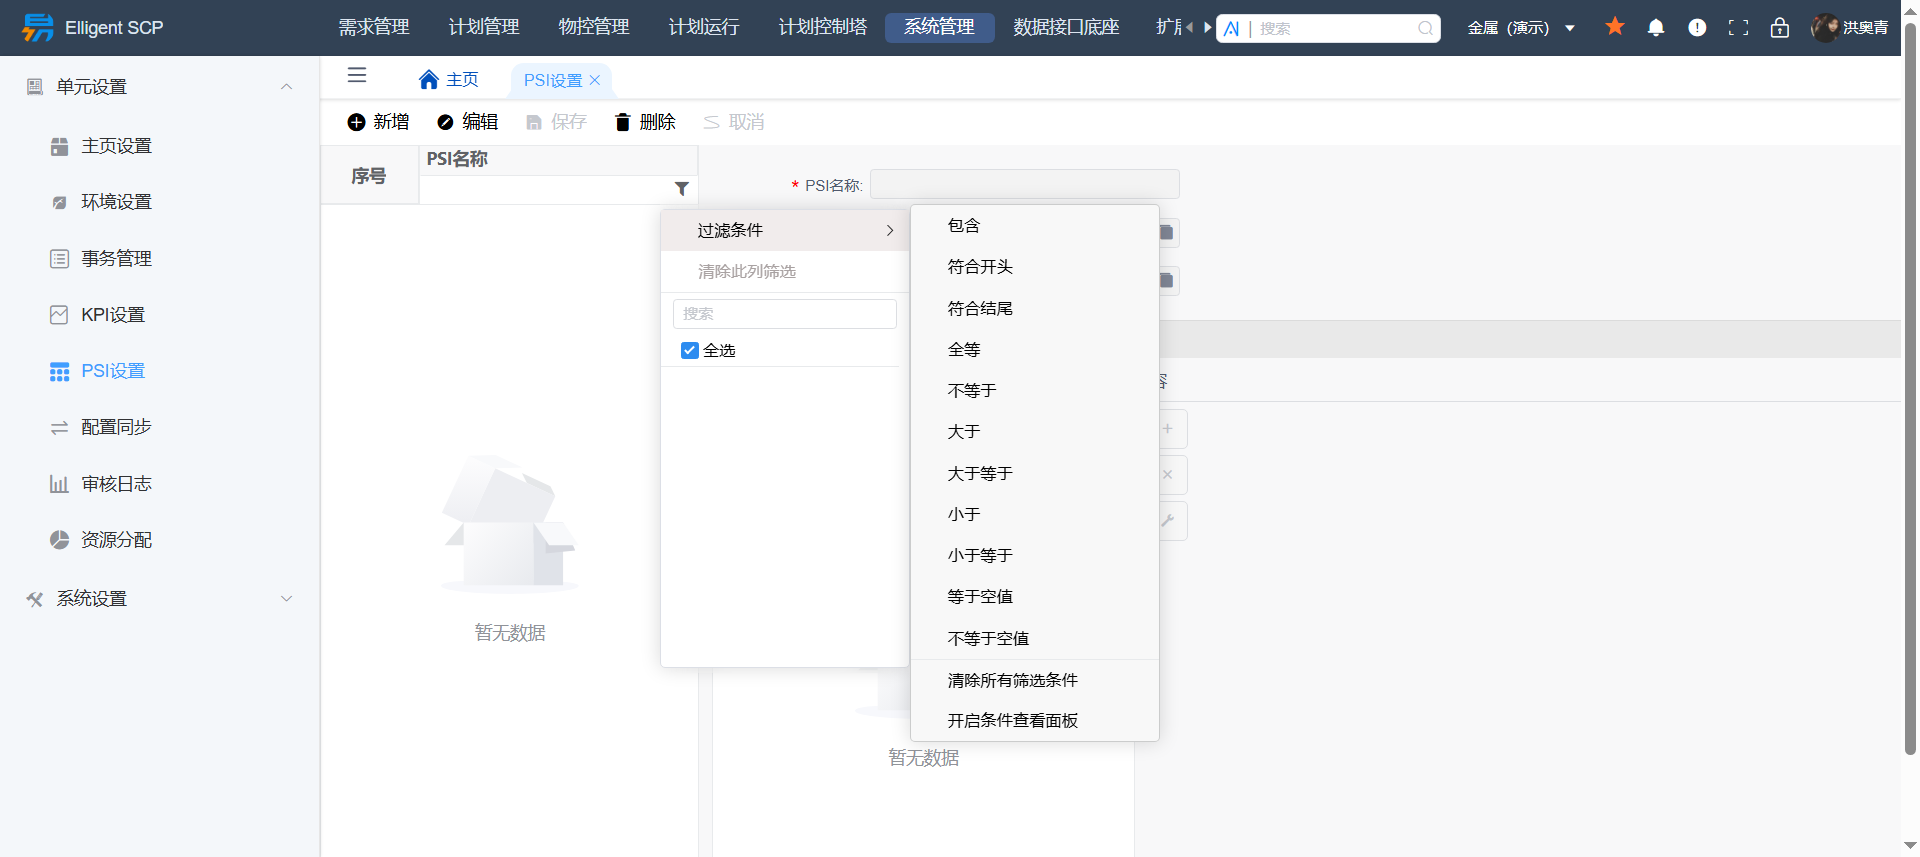 Elligent SCP
需求管理
计划管理
物控管理
计划运行
计划控制塔
系统管理
数据接口底座
AI | 搜索
金属 (演示)
洪奥青
单元设置
主页设置
环境设置
事务管理
KPI设置
PSI设置
配置同步
审核日志
资源分配
系统设置
主页
PSI设置
新增
编辑
保存
删除
取消
序号
PSI名称
* PSI名称:
过滤条件
清除此列筛选
搜索
全选
包含
符合开头
符合结尾
全等
不等于
大于
大于等于
小于
小于等于
等于空值
不等于空值
清除所有筛选条件
开启条件查看面板
暂无数据
暂无数据